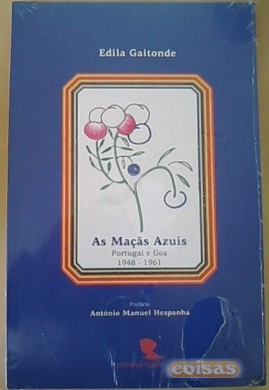 Edila Gaitonde
As Maçãs Azuis
Portugal e Goa
1948 - 1961
Prefácio
António Manuel Hespanha
coisas